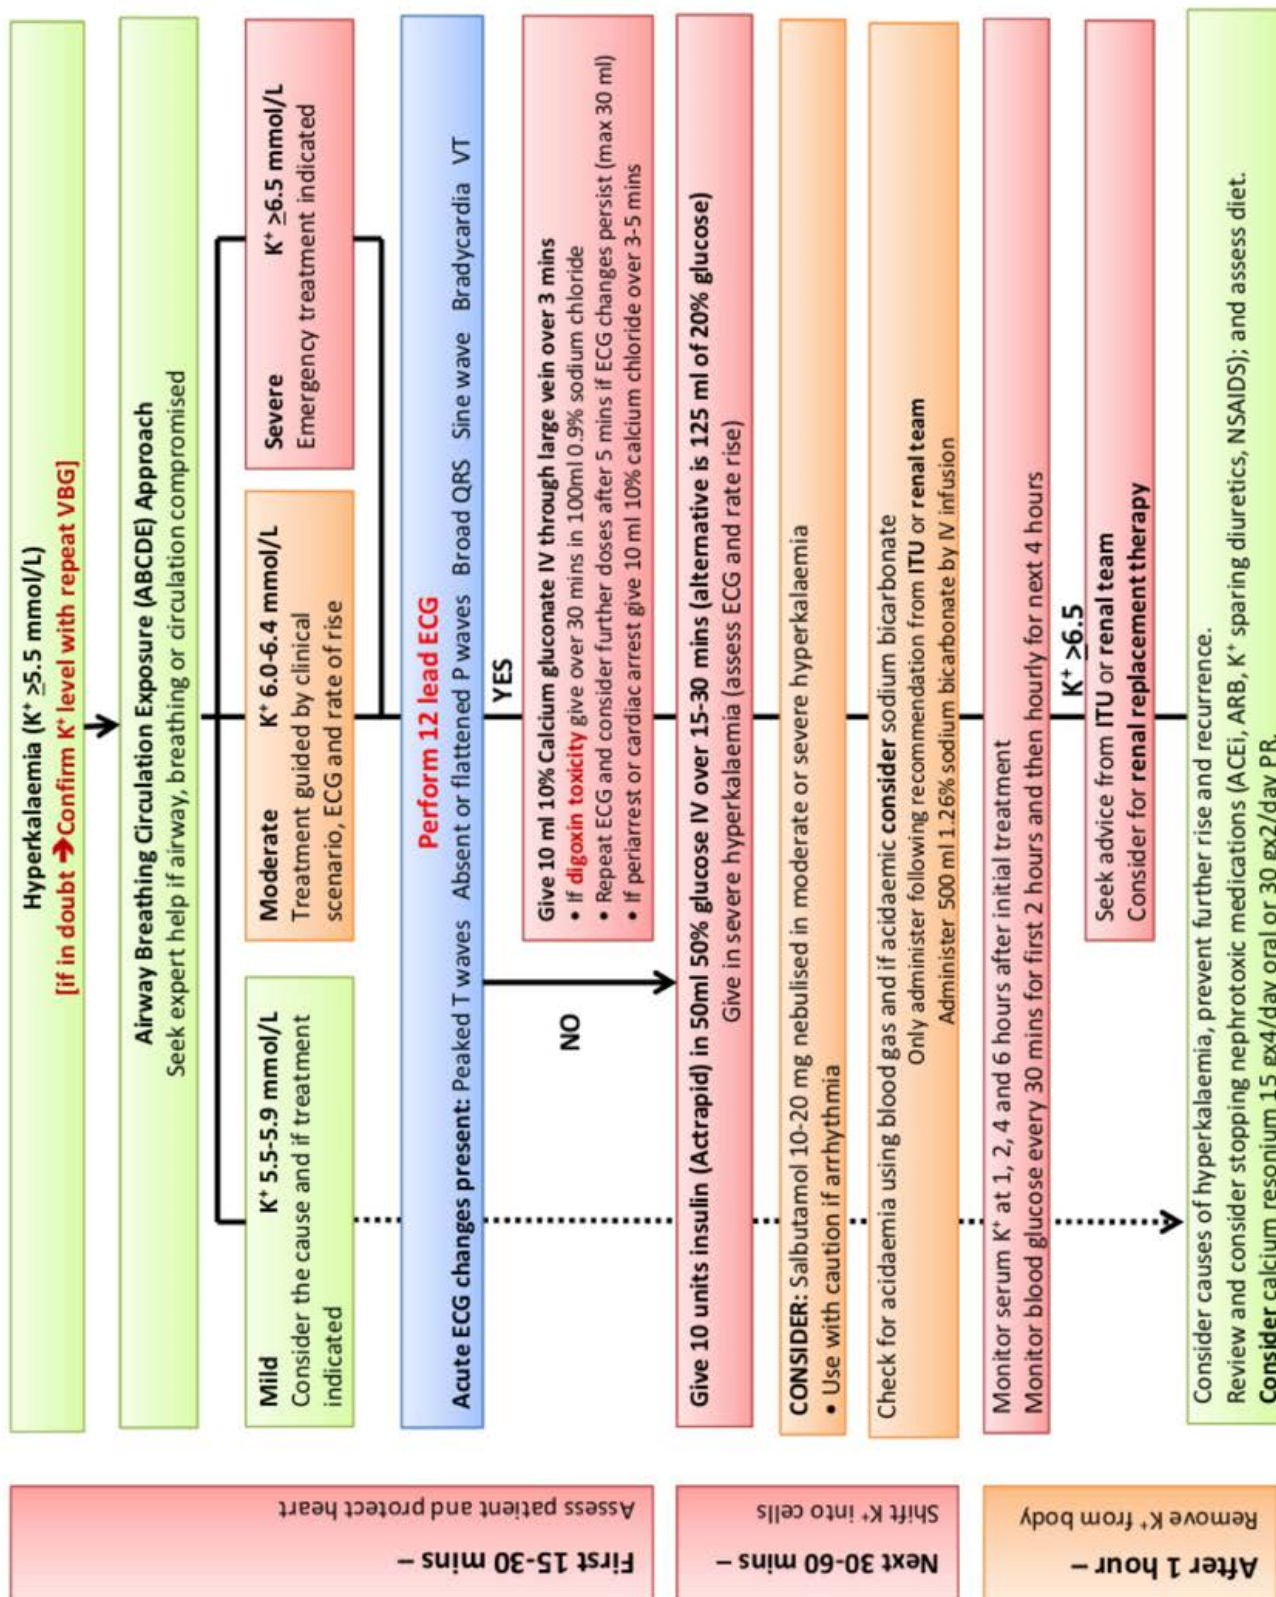 Hyperkalaemia (K⁺ ≥5.5 mmol/L)
[if in doubt ➔Confirm K⁺ level with repeat VBG]
Airway Breathing Circulation Exposure (ABCDE) Approach
Seek expert help if airway, breathing or circulation compromised
Mild K⁺ 5.5-5.9 mmol/L
Consider the cause and if treatment
indicated
Moderate K⁺ 6.0-6.4 mmol/L
Treatment guided by clinical
scenario, ECG and rate of rise
Severe K⁺ ≥6.5 mmol/L
Emergency treatment indicated
Perform 12 lead ECG
Acute ECG changes present: Peaked T waves Absent or flattened P waves Broad QRS Sine wave Bradycardia VT
NO
YES
Give 10 ml 10% Calcium gluconate IV through large vein over 3 mins
• If digoxin toxicity give over 30 mins in 100ml 0.9% sodium chloride
• Repeat ECG and consider further doses after 5 mins if ECG changes persist (max 30 ml)
• If periarrest or cardiac arrest give 10 ml 10% calcium chloride over 3-5 mins
Give 10 units insulin (Actrapid) in 50ml 50% glucose IV over 15-30 mins (alternative is 125 ml of 20% glucose)
Give in severe hyperkalaemia (assess ECG and rate rise)
CONSIDER: Salbutamol 10-20 mg nebulised in moderate or severe hyperkalaemia
• Use with caution if arrhythmia
Check for acidaemia using blood gas and if acidaemic consider sodium bicarbonate
Only administer following recommendation from ITU or renal team
Administer 500 ml 1.26% sodium bicarbonate by IV infusion
Monitor serum K⁺ at 1, 2, 4 and 6 hours after initial treatment
Monitor blood glucose every 30 mins for first 2 hours and then hourly for next 4 hours
K⁺ ≥6.5
Seek advice from ITU or renal team
Consider for renal replacement therapy
Consider causes of hyperkalaemia, prevent further rise and recurrence.
Review and consider stopping nephrotoxic medications (ACEi, ARB, K⁺ sparing diuretics, NSAIDS); and assess diet.
Consider calcium resonium 15 gx4/day oral or 30 gx2/day PR.
First 15-30 mins –
Assess patient and protect heart
Next 30-60 mins –
Shift K⁺ into cells
After 1 hour –
Remove K⁺ from body